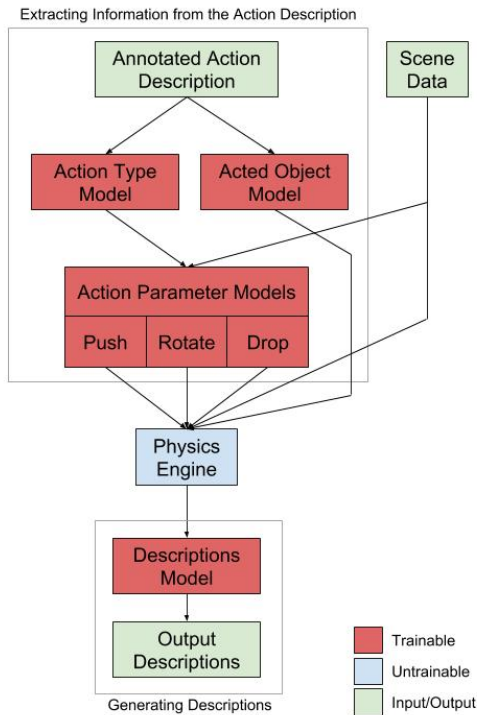 Extracting Information from the Action Description
Annotated Action
Description
Scene
Data
Action Type
Model
Acted Object
Model
Action Parameter Models
Push
Rotate
Drop
Physics
Engine
Descriptions
Model
Output
Descriptions
Generating Descriptions
Trainable
Untrainable
Input/Output